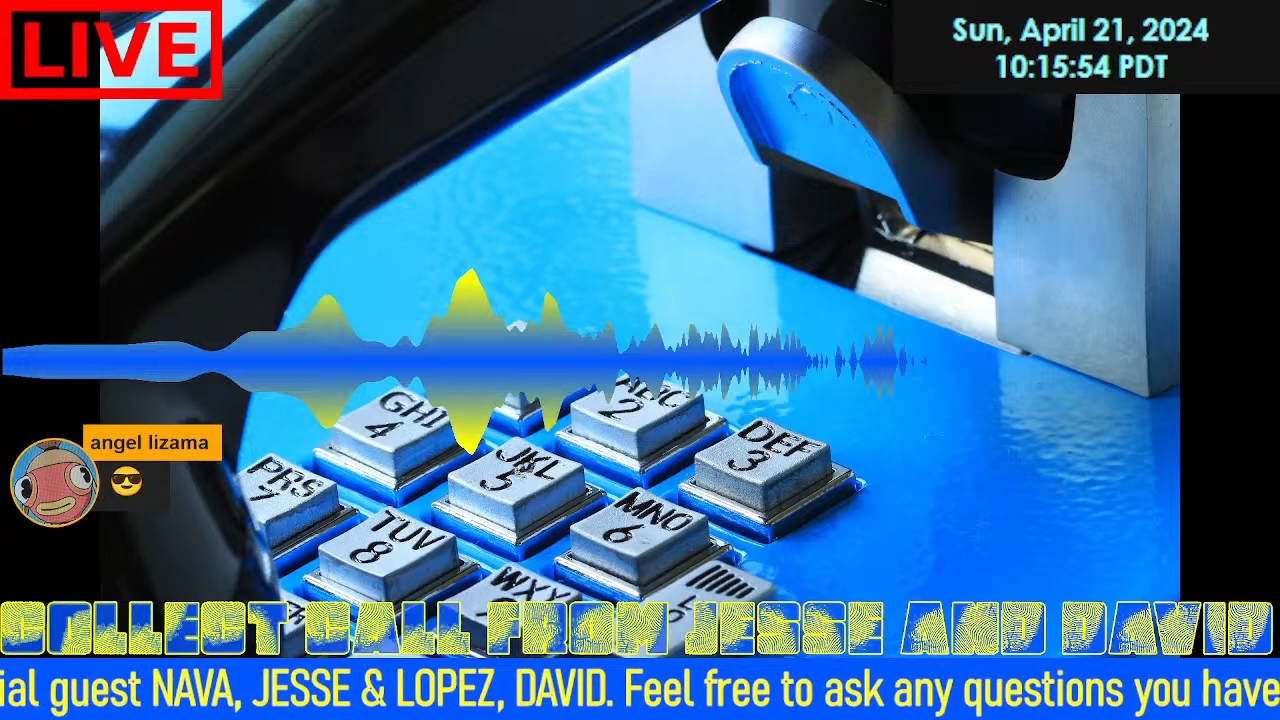 LIVE
Sun, April 21, 2024
10:15:54 PDT
GHI
4
ABC
2
DEF
3
PRS
7
JKL
5
MNO
6
TUV
8
WXY
angel lizama
😎
COLLECT CALL FROM JESSE AND DAVID
ial guest NAVA, JESSE & LOPEZ, DAVID. Feel free to ask any questions you have